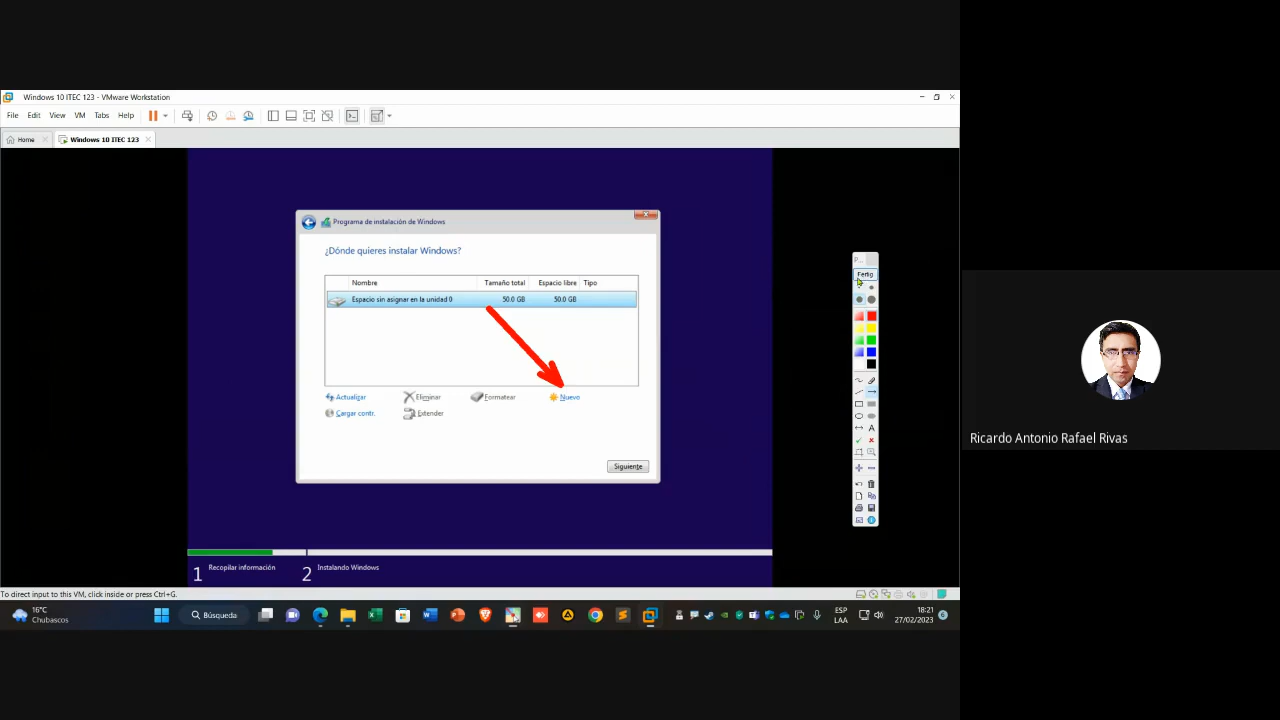 Windows 10 ITEC 123 - VMware Workstation
File Edit View VM Tabs Help
Home Windows 10 ITEC 123
Programa de instalación de Windows
¿Dónde quieres instalar Windows?
Nombre Tamaño total Espacio libre Tipo
Espacio sin asignar en la unidad 0 50.0 GB 50.0 GB
Actualizar Eliminar Formatear Nuevo
Cargar contr. Extender
Siguiente
1 Recopilar información 2 Instalando Windows
To direct input to this VM, click inside or press Ctrl+G.
P...
Fertig
A
16°C
Chubascos
Búsqueda
ESP
LAA
18:21
27/02/2023
Ricardo Antonio Rafael Rivas